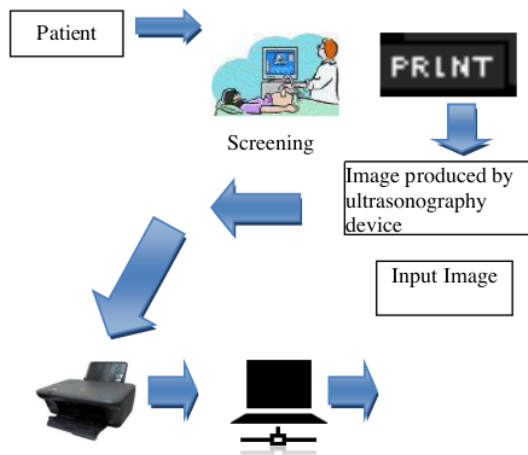 Patient
PRINT
Screening
Image produced by
ultrasonography
device
Input Image